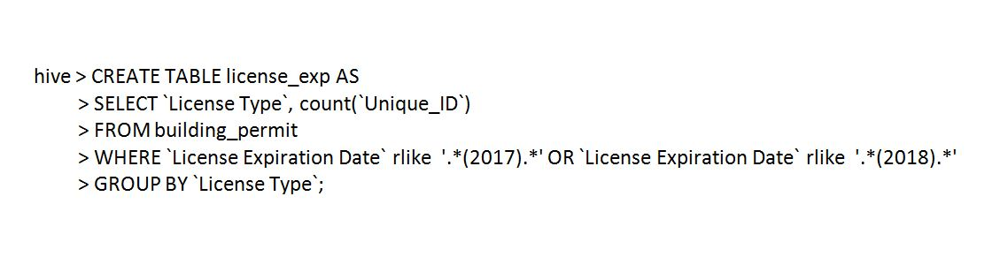 hive > CREATE TABLE license_exp AS
> SELECT `License Type`, count(`Unique_ID`)
> FROM building_permit
> WHERE `License Expiration Date` rlike  '.*(2017).*' OR `License Expiration Date` rlike  '.*(2018).*'
> GROUP BY `License Type`;